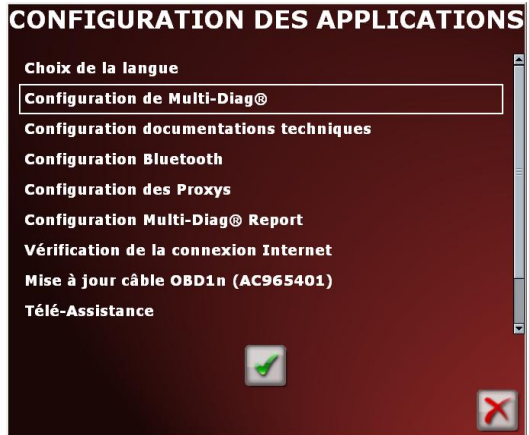 CONFIGURATION DES APPLICATIONS
Choix de la langue
Configuration de Multi-Diag®
Configuration documentations techniques
Configuration Bluetooth
Configuration des Proxys
Configuration Multi-Diag® Report
Vérification de la connexion Internet
Mise à jour câble OBD1n (AC965401)
Télé-Assistance